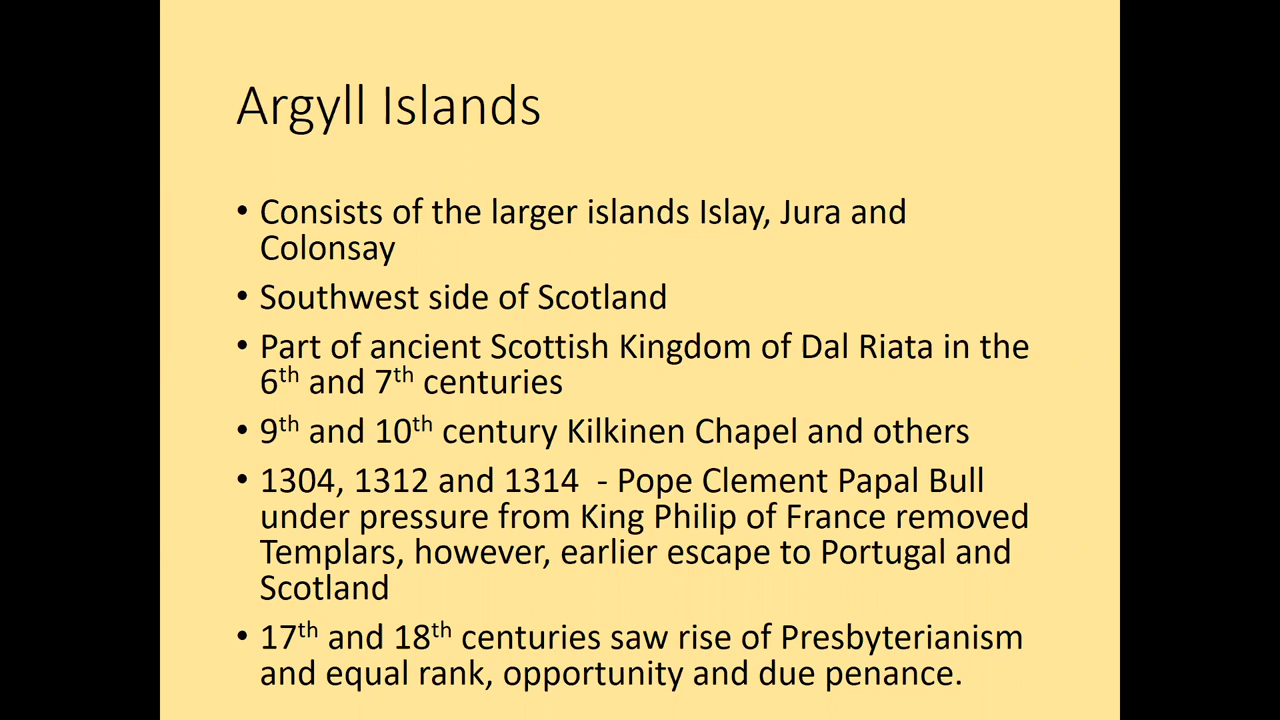 Argyll Islands
• Consists of the larger islands Islay, Jura and
Colonsay
• Southwest side of Scotland
• Part of ancient Scottish Kingdom of Dal Riata in the
6th and 7th centuries
• 9th and 10th century Kilkinen Chapel and others
• 1304, 1312 and 1314  - Pope Clement Papal Bull
under pressure from King Philip of France removed
Templars, however, earlier escape to Portugal and
Scotland
• 17th and 18th centuries saw rise of Presbyterianism
and equal rank, opportunity and due penance.